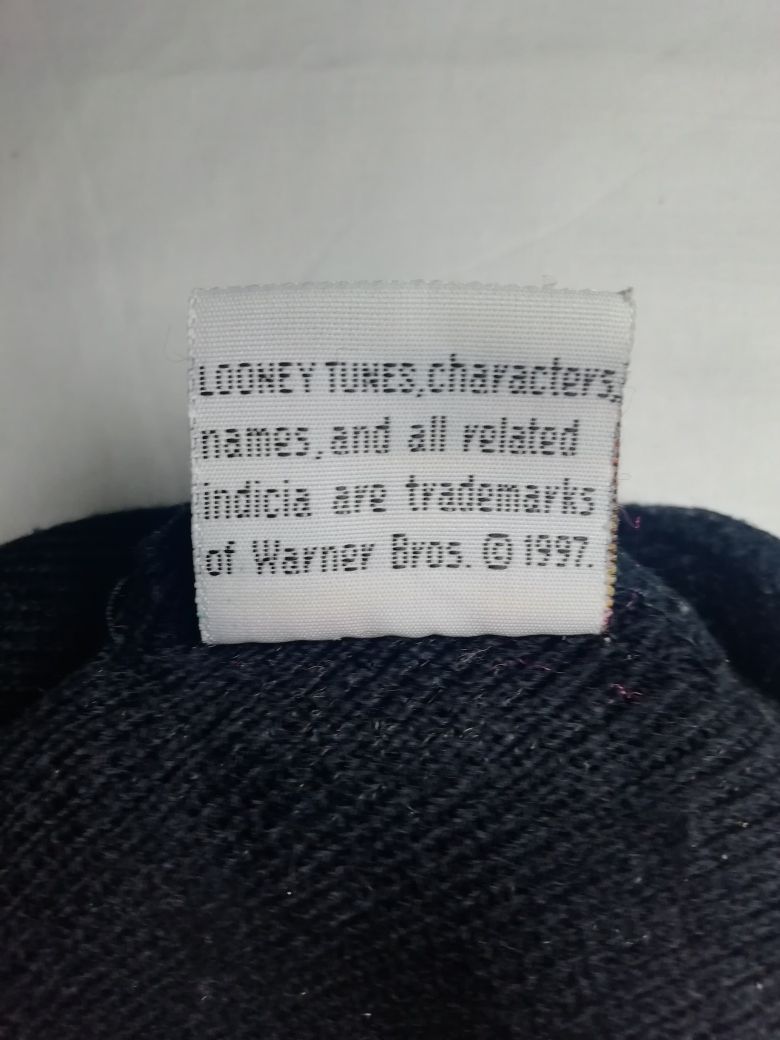 LOONEY TUNES, characters,
names, and all related
indicia are trademarks
of Warner Bros. © 1997.